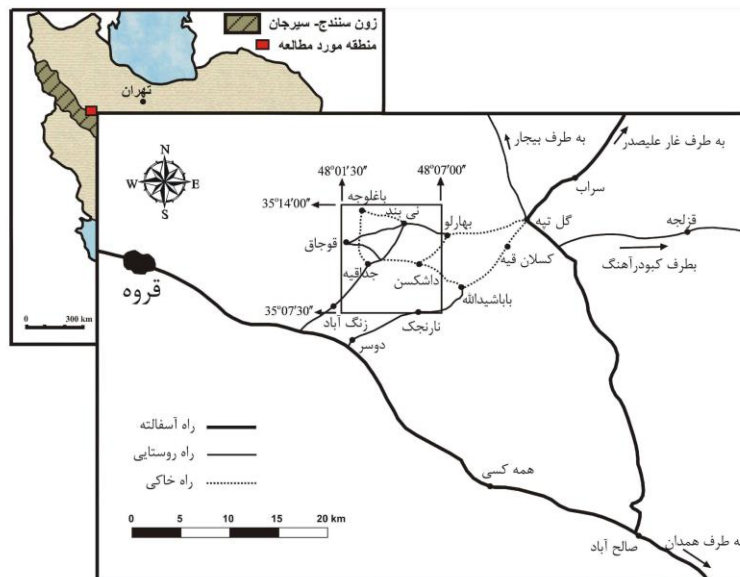 زون سنندج- سیرجان
منطقه مورد مطالعه
تهران
0 300 km
N
W E
S
48°01'30" 48°07'00"
35°14'00"
35°07'30"
به طرف بیجار
به طرف غار علیصدر
سراب
گل تپه
قزلجه
بطرف کبودرآهنگ
باغلوجه
نی بند
بهارلو
قوجاق
کسلان قیه
جداقیه
داشکسن
باباشیدالله
زنگ آباد
نارنجک
دوسر
قروه
راه آسفالته
راه روستایی
راه خاکی
0 5 10 15 20 km
همه کسی
صالح آباد
به طرف همدان